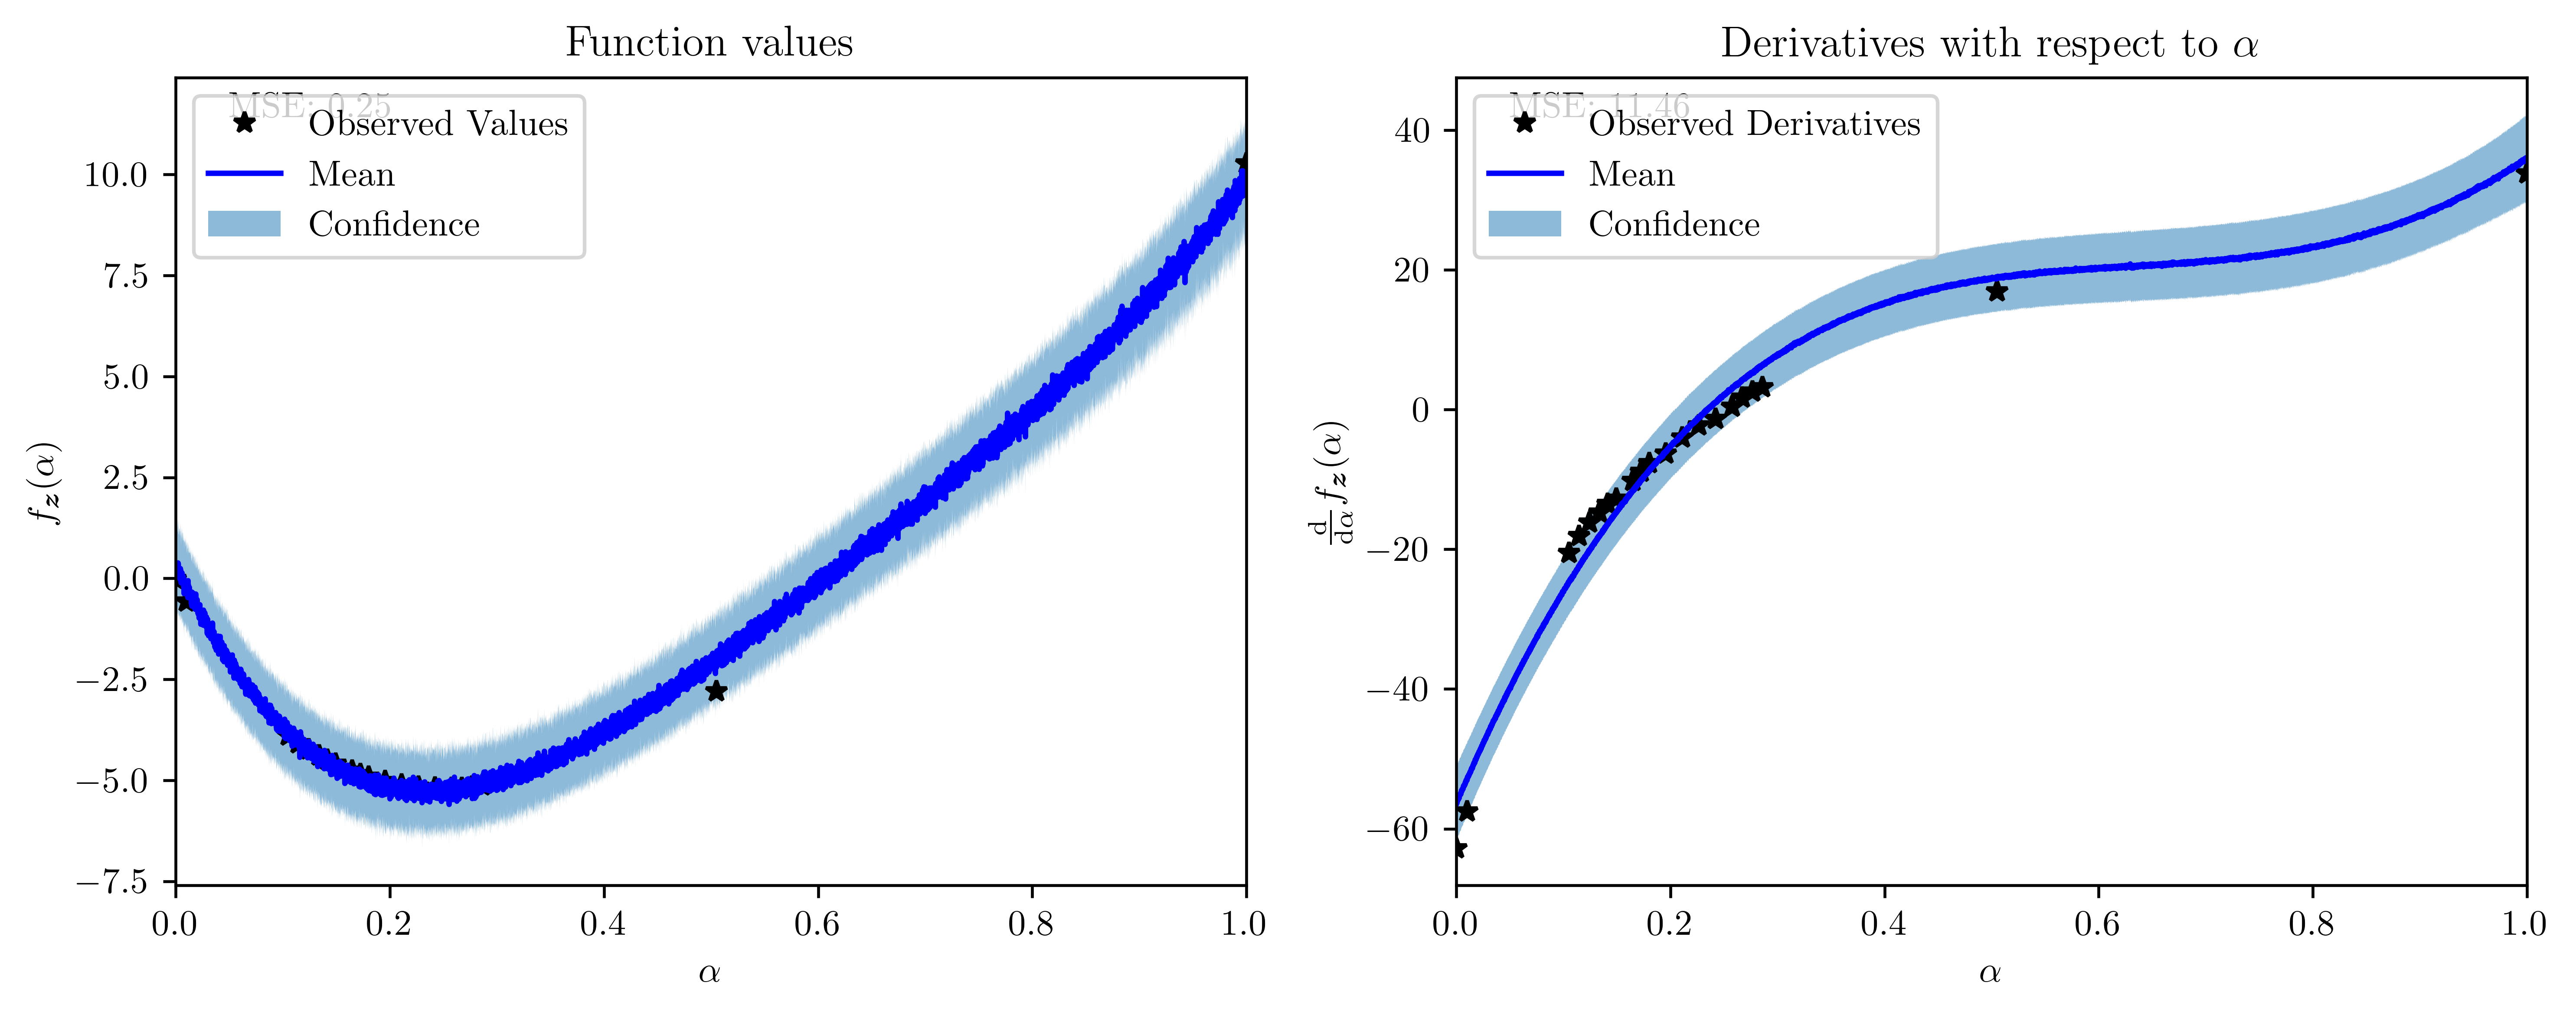 Function values
MSE: 0.25
Observed Values
Mean
Confidence
10.0
7.5
5.0
2.5
0.0
−2.5
−5.0
−7.5
f_z(α)
0.0 0.2 0.4 0.6 0.8 1.0
α
Derivatives with respect to α
MSE: 11.46
Observed Derivatives
Mean
Confidence
40
20
0
−20
−40
−60
d/dα f_z(α)
0.0 0.2 0.4 0.6 0.8 1.0
α